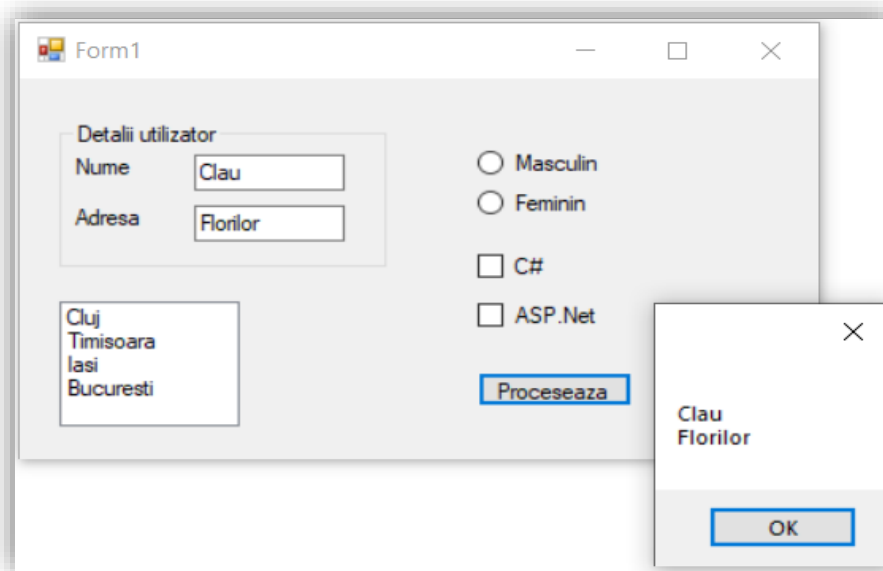 Form1
Detalii utilizator
Nume
Clau
Adresa
Florilor
Masculin
Feminin
C#
ASP.Net
Cluj
Timisoara
Iasi
Bucuresti
Proceseaza
Clau
Florilor
OK